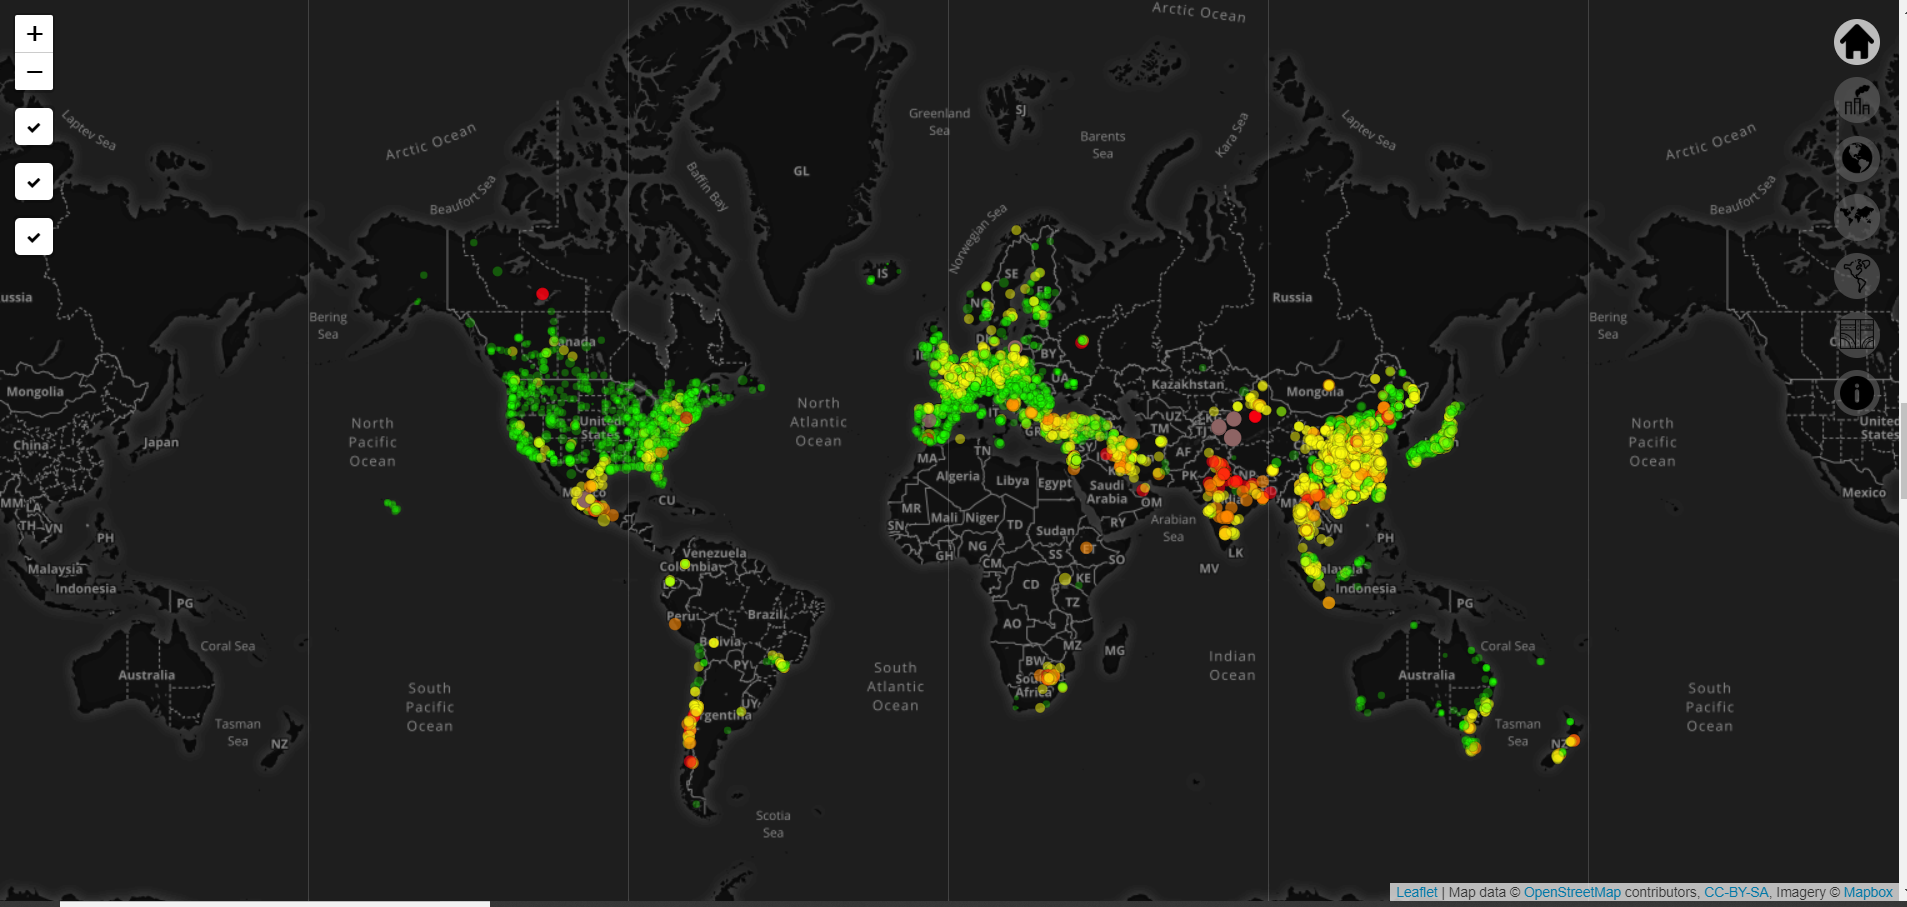 +
−
Arctic Ocean
Laptev Sea
Arctic Ocean
Greenland
Sea
SJ
Barents
Sea
Kara Sea
Laptev Sea
Arctic Ocean
Beaufort Sea
Baffin Bay
GL
Norwegian Sea
Beaufort Sea
IS
SE
ussia
Russia
Bering
Sea
Bering
Sea
Canada
BY
UA
Mongolia
Kazakhstan
Mongolia
North
Pacific
Ocean
North
Atlantic
Ocean
IT
United
States
UZ
TM
North
Pacific
Ocean
United
States
China
Japan
MA
TN
SY
AF
Algeria
Libya
Egypt
PK
Saudi
Arabia
OM
Mexico
Mexico
CU
MM
LA
TH
VN
PH
MR
Mali
Niger
TD
Sudan
RY
SN
Arabian
Sea
VN
PH
Venezuela
Colombia
GH
NG
CM
SS
ET
SO
LK
MV
Malaysia
Indonesia
PG
CD
KE
TZ
Indonesia
PG
Peru
Brazil
AO
MZ
MG
Bolivia
PY
BW
South
Africa
Coral Sea
Australia
South
Pacific
Ocean
UY
South
Atlantic
Ocean
Indian
Ocean
Coral Sea
Australia
South
Pacific
Ocean
Tasman
Sea
NZ
Tasman
Sea
NZ
Scotia
Sea
Leaflet | Map data © OpenStreetMap contributors, CC-BY-SA, Imagery © Mapbox